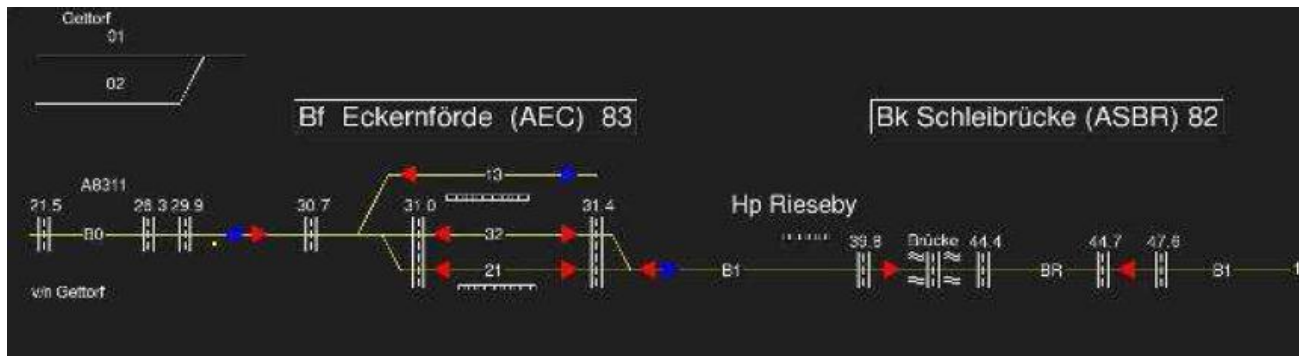 Gettorf
01
02
Bf Eckernförde (AEC) 83
Bk Schleibrücke (ASBR) 82
A8311
13
21.5
26.3
29.9
30.7
31.0
31.4
Hp Rieseby
39.8
Brücke
44.4
44.7
47.6
B0
32
21
B1
BR
B1
v/n Gettorf